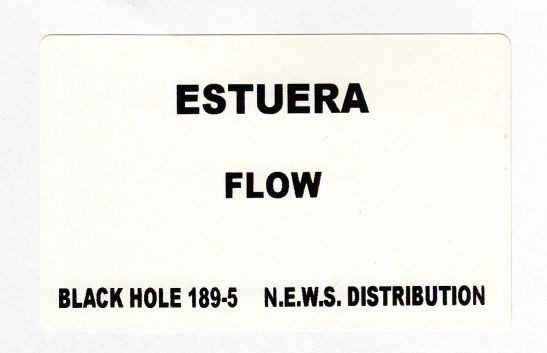 ESTUERA
FLOW
BLACK HOLE 189-5 N.E.W.S. DISTRIBUTION